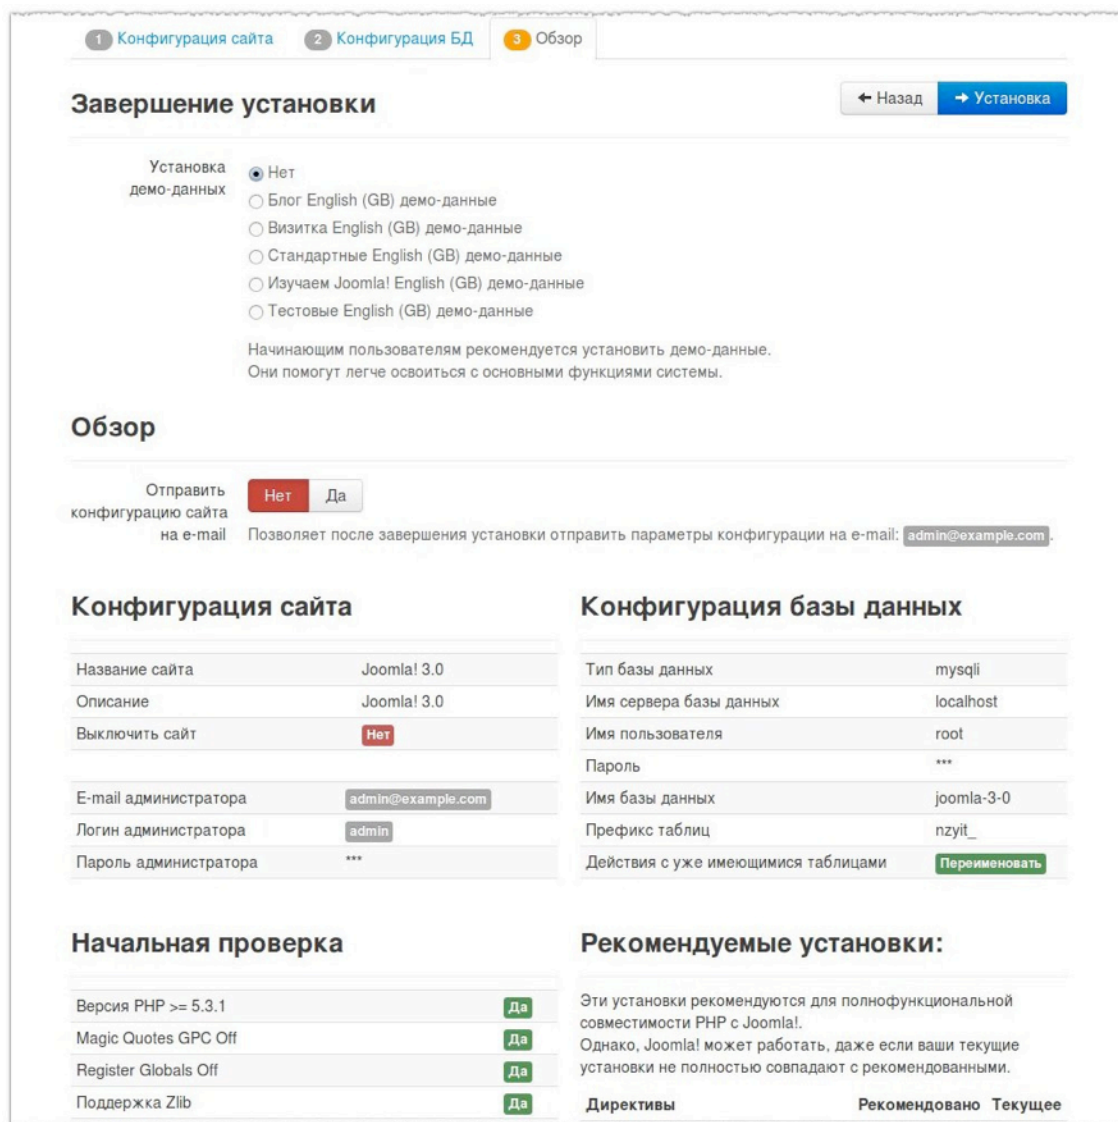 1 Конфигурация сайта 2 Конфигурация БД 3 Обзор
Завершение установки
← Назад → Установка
Установка
демо-данных
Нет
Блог English (GB) демо-данные
Визитка English (GB) демо-данные
Стандартные English (GB) демо-данные
Изучаем Joomla! English (GB) демо-данные
Тестовые English (GB) демо-данные
Начинающим пользователям рекомендуется установить демо-данные.
Они помогут легче освоиться с основными функциями системы.
Обзор
Отправить
конфигурацию сайта
на e-mail
Нет Да
Позволяет после завершения установки отправить параметры конфигурации на e-mail: admin@example.com.
Конфигурация сайта
Название сайта Joomla! 3.0
Описание Joomla! 3.0
Выключить сайт Нет
E-mail администратора admin@example.com
Логин администратора admin
Пароль администратора ***
Конфигурация базы данных
Тип базы данных mysqli
Имя сервера базы данных localhost
Имя пользователя root
Пароль ***
Имя базы данных joomla-3-0
Префикс таблиц nzyit_
Действия с уже имеющимися таблицами Переименовать
Начальная проверка
Версия PHP >= 5.3.1 Да
Magic Quotes GPC Off Да
Register Globals Off Да
Поддержка Zlib Да
Рекомендуемые установки:
Эти установки рекомендуются для полнофункциональной
совместимости PHP с Joomla!.
Однако, Joomla! может работать, даже если ваши текущие
установки не полностью совпадают с рекомендованными.
Директивы Рекомендовано Текущее